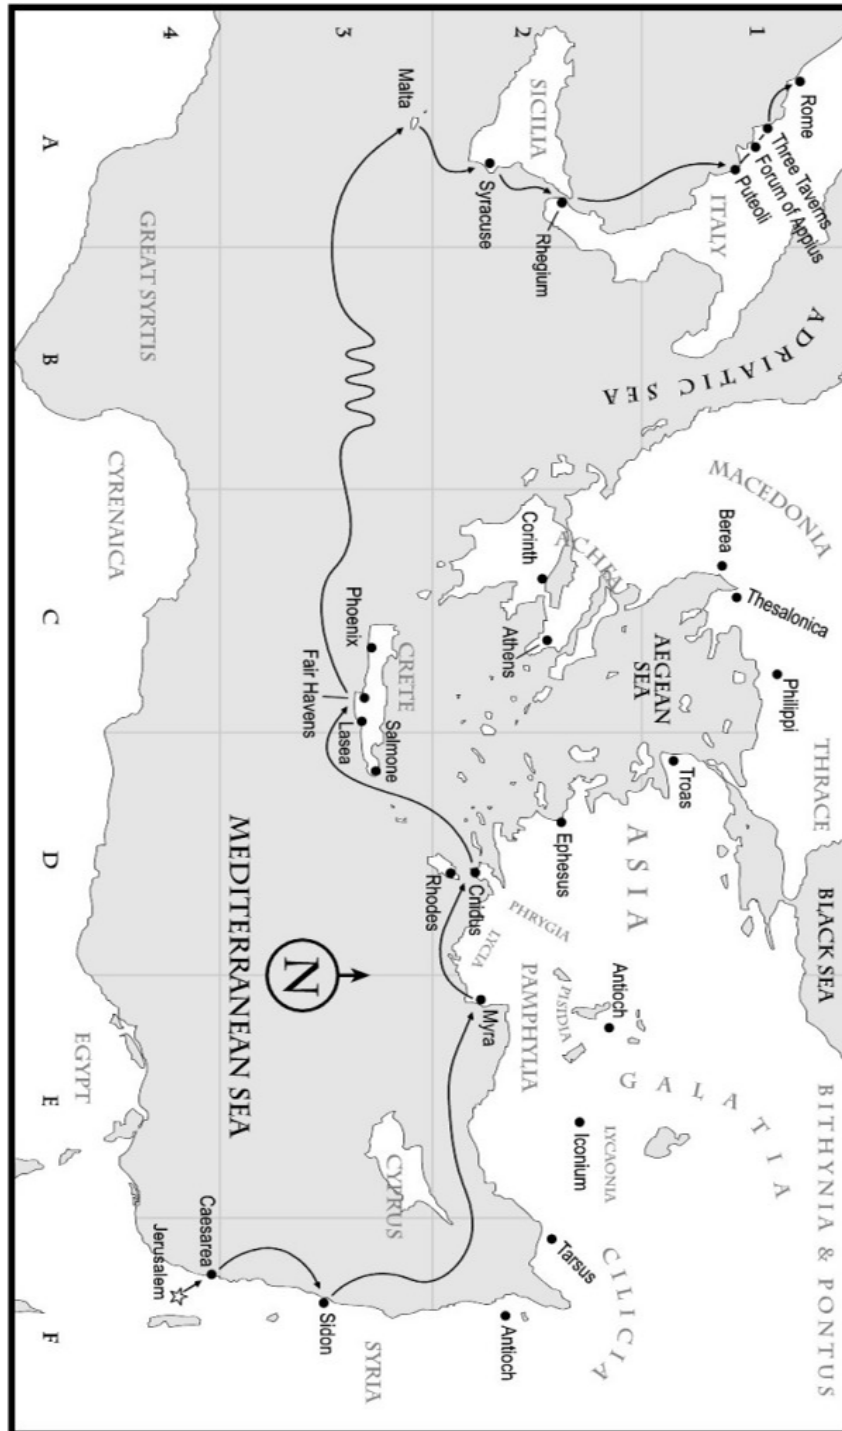 1
2
3
4
A
B
C
D
E
F
Rome
Three Taverns
Forum of Appius
Puteoli
ITALY
SICILIA
Malta
Syracuse
Rhegium
ADRIATIC SEA
GREAT SYRTIS
CYRENAICA
MACEDONIA
Berea
Thesalonica
Philippi
THRACE
BLACK SEA
BITHYNIA & PONTUS
ACHEA
Corinth
Athens
AEGEAN
SEA
Troas
ASIA
Ephesus
Phoenix
CRETE
Fair Havens
Lasea
Salmone
Rhodes
Cnidus
PHRYGIA
LYCIA
PISIDIA
Antioch
PAMPHYLIA
Myra
GALATIA
LYCAONIA
Iconium
Tarsus
CILICIA
Antioch
SYRIA
CYPRUS
Sidon
Caesarea
Jerusalem
EGYPT
MEDITERRANEAN SEA
N